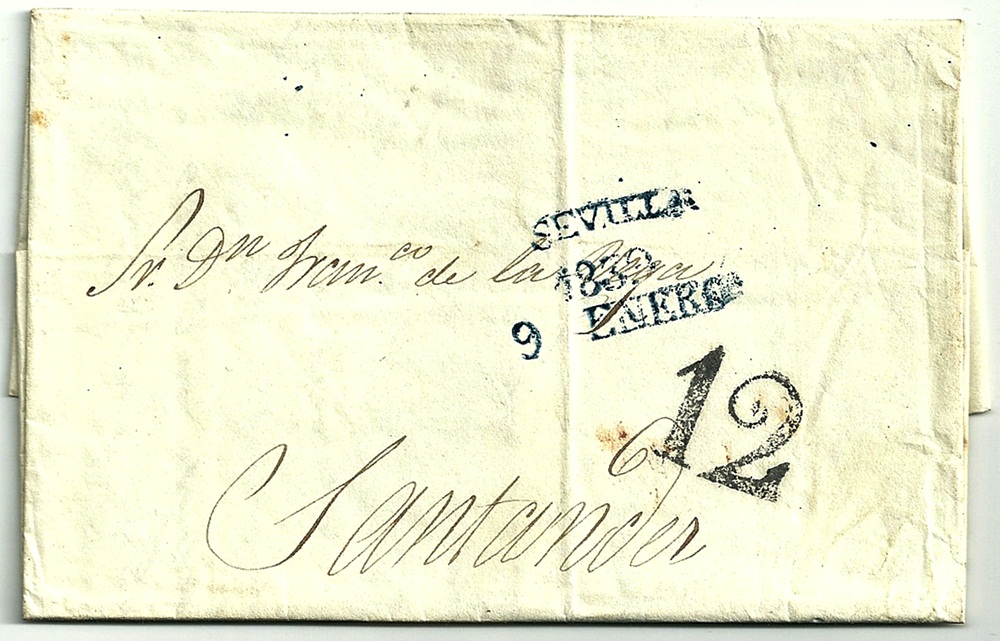 SEVILLA
Sr. Dn Franco de la Vega
1839
9 ENERO
12
Santander